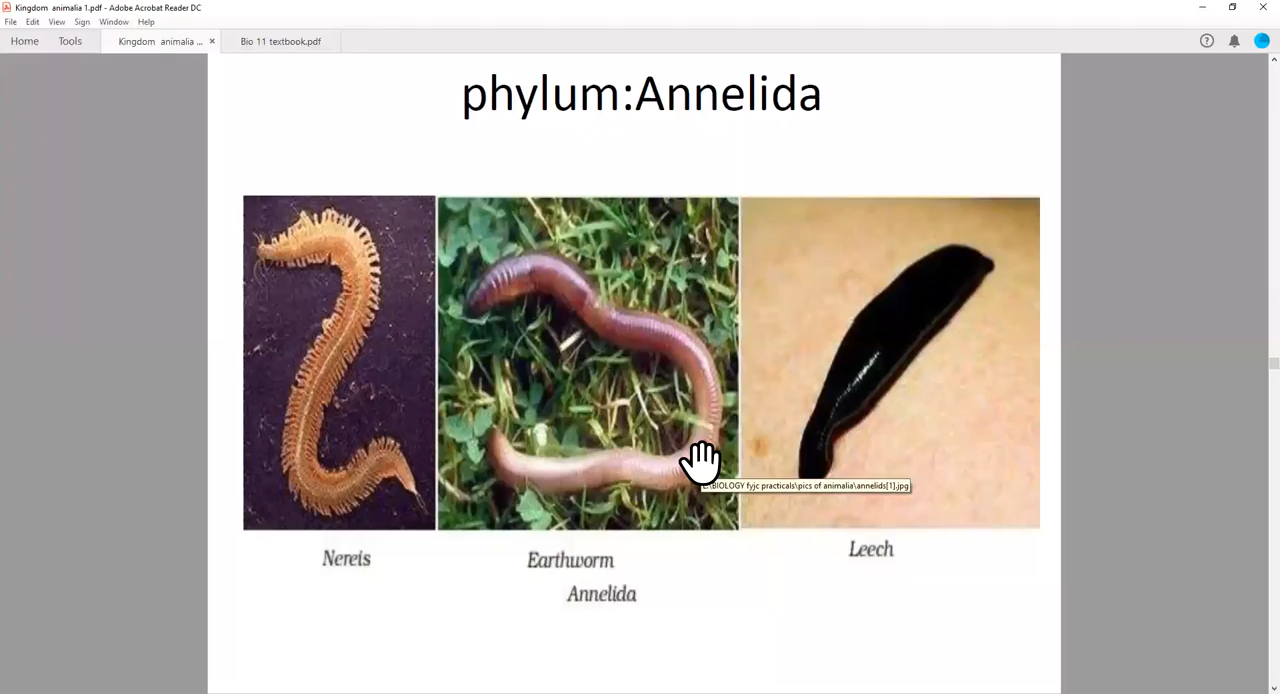 Kingdom animalia 1.pdf - Adobe Acrobat Reader DC
File Edit View Sign Window Help
Home Tools Kingdom animalia ... × Bio 11 textbook.pdf
phylum:Annelida
:\BIOLOGY fyjc practicals\pics of animalia\annelids[1].jpg
Nereis Earthworm Leech
Annelida